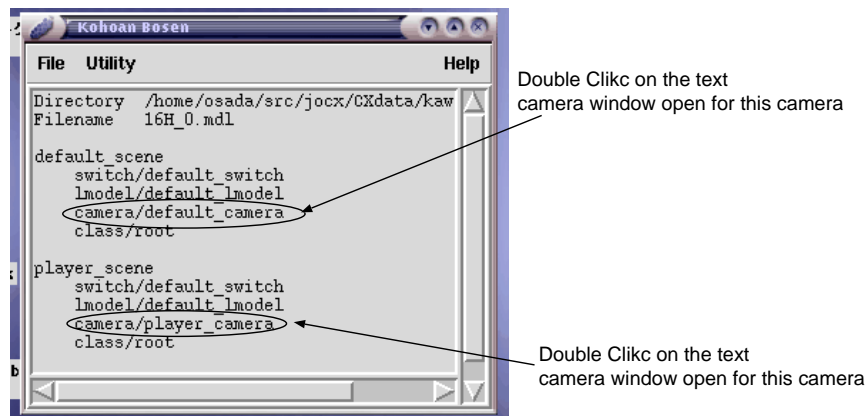 Kohoan Bosen
File Utility Help
Directory /home/osada/src/jocx/CXdata/kaw
Filename 16H_0.mdl
default_scene
switch/default_switch
lmodel/default_lmodel
camera/default_camera
class/root
player_scene
switch/default_switch
lmodel/default_lmodel
camera/player_camera
class/root
Double Clikc on the text
camera window open for this camera
Double Clikc on the text
camera window open for this camera
b